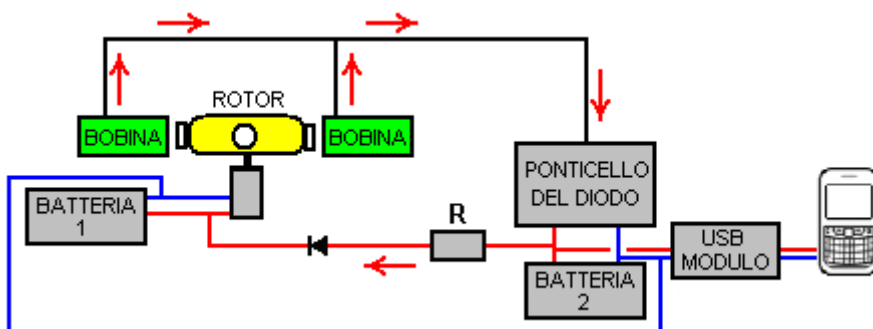 ROTOR
BOBINA
BOBINA
PONTICELLO
DEL DIODO
BATTERIA
1
R
USB
MODULO
BATTERIA
2